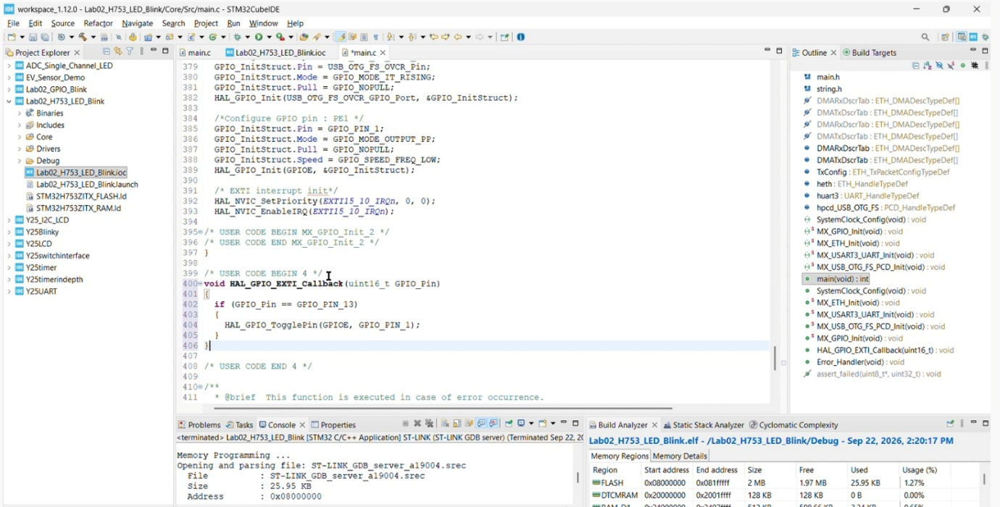 workspace_1.12.0 - Lab02_H753_LED_Blink/Core/Src/main.c - STM32CubeIDE
File Edit Source Refactor Navigate Search Project Run Window Help
Project Explorer
ADC_Single_Channel_LED
EV_Sensor_Demo
Lab02_GPIO_Blink
Lab02_H753_LED_Blink
Binaries
Includes
Core
Drivers
Debug
Lab02_H753_LED_Blink.ioc
Lab02_H753_LED_Blink.launch
STM32H753ZITX_FLASH.ld
STM32H753ZITX_RAM.ld
Y25_I2C_LCD
Y25Blinky
Y25LCD
Y25switchinterface
Y25timer
Y25timerindepth
Y25UART
main.c Lab02_H753_LED_Blink.ioc *main.c
379 GPIO_InitStruct.Pin = USB_OTG_FS_OVCR_Pin;
380 GPIO_InitStruct.Mode = GPIO_MODE_IT_RISING;
381 GPIO_InitStruct.Pull = GPIO_NOPULL;
382 HAL_GPIO_Init(USB_OTG_FS_OVCR_GPIO_Port, &GPIO_InitStruct);
383
384 /*Configure GPIO pin : PE1 */
385 GPIO_InitStruct.Pin = GPIO_PIN_1;
386 GPIO_InitStruct.Mode = GPIO_MODE_OUTPUT_PP;
387 GPIO_InitStruct.Pull = GPIO_NOPULL;
388 GPIO_InitStruct.Speed = GPIO_SPEED_FREQ_LOW;
389 HAL_GPIO_Init(GPIOE, &GPIO_InitStruct);
390
391 /* EXTI interrupt init*/
392 HAL_NVIC_SetPriority(EXTI15_10_IRQn, 0, 0);
393 HAL_NVIC_EnableIRQ(EXTI15_10_IRQn);
394
395 /* USER CODE BEGIN MX_GPIO_Init_2 */
396 /* USER CODE END MX_GPIO_Init_2 */
397 }
398
399 /* USER CODE BEGIN 4 */
400 void HAL_GPIO_EXTI_Callback(uint16_t GPIO_Pin)
401 {
402 if (GPIO_Pin == GPIO_PIN_13)
403 {
404 HAL_GPIO_TogglePin(GPIOE, GPIO_PIN_1);
405 }
406 }
407
408 /* USER CODE END 4 */
409
410 /**
411 * @brief This function is executed in case of error occurrence.
Outline Build Targets
main.h
string.h
DMARxDscrTab : ETH_DMADescTypeDef[]
DMATxDscrTab : ETH_DMADescTypeDef[]
DMARxDscrTab : ETH_DMADescTypeDef[]
DMATxDscrTab : ETH_DMADescTypeDef[]
DMARxDscrTab : ETH_DMADescTypeDef[]
DMATxDscrTab : ETH_DMADescTypeDef[]
TxConfig : ETH_TxPacketConfigTypeDef
heth : ETH_HandleTypeDef
huart3 : UART_HandleTypeDef
hpcd_USB_OTG_FS : PCD_HandleTypeDef
SystemClock_Config(void) : void
MX_GPIO_Init(void) : void
MX_ETH_Init(void) : void
MX_USART3_UART_Init(void) : void
MX_USB_OTG_FS_PCD_Init(void) : void
main(void) : int
SystemClock_Config(void) : void
MX_ETH_Init(void) : void
MX_USART3_UART_Init(void) : void
MX_USB_OTG_FS_PCD_Init(void) : void
MX_GPIO_Init(void) : void
HAL_GPIO_EXTI_Callback(uint16_t) : void
Error_Handler(void) : void
assert_failed(uint8_t*, uint32_t) : void
Problems Tasks Console Properties
<terminated> Lab02_H753_LED_Blink [STM32 C/C++ Application] ST-LINK (ST-LINK GDB server) (Terminated Sep 22, 20
Memory Programming ...
Opening and parsing file: ST-LINK_GDB_server_a19004.srec
File : ST-LINK_GDB_server_a19004.srec
Size : 25.95 KB
Address : 0x08000000
Build Analyzer Static Stack Analyzer Cyclomatic Complexity
Lab02_H753_LED_Blink.elf - /Lab02_H753_LED_Blink/Debug - Sep 22, 2026, 2:20:17 PM
Memory Regions Memory Details
Region Start address End address Size Free Used Usage (%)
FLASH 0x08000000 0x081fffff 2 MB 1.97 MB 25.95 KB 1.27%
DTCMRAM 0x20000000 0x2001ffff 128 KB 128 KB 0 B 0.00%